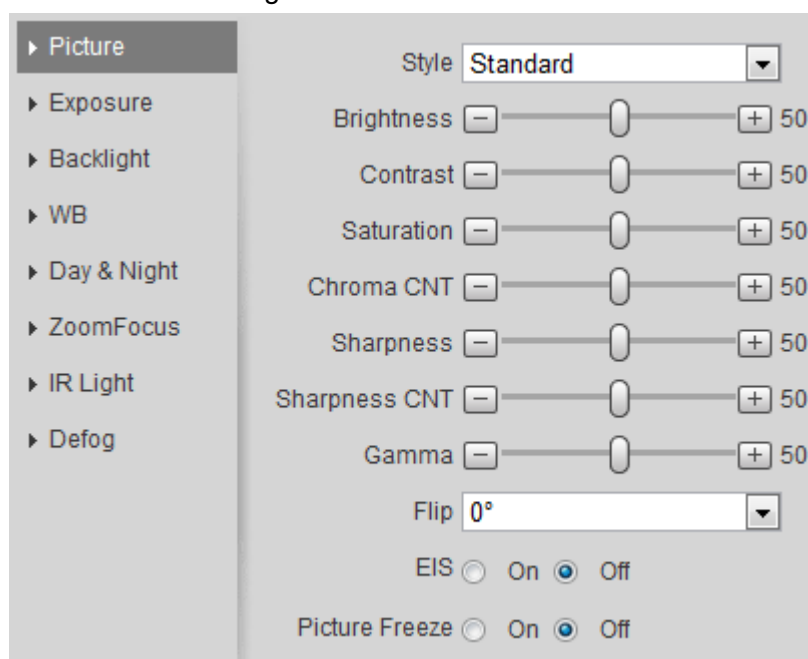 Picture
Exposure
Backlight
WB
Day & Night
ZoomFocus
IR Light
Defog
Style Standard
Brightness 50
Contrast 50
Saturation 50
Chroma CNT 50
Sharpness 50
Sharpness CNT 50
Gamma 50
Flip 0°
EIS On Off
Picture Freeze On Off